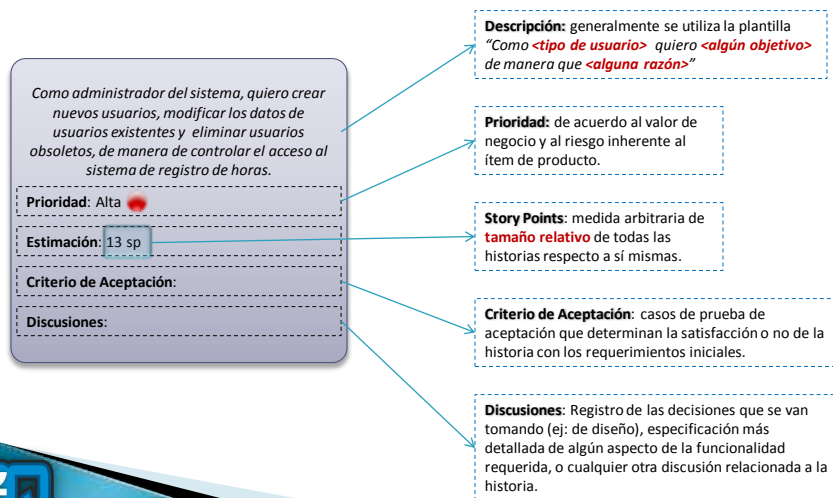 Como administrador del sistema, quiero crear
nuevos usuarios, modificar los datos de
usuarios existentes y eliminar usuarios
obsoletos, de manera de controlar el acceso al
sistema de registro de horas.
Prioridad: Alta
Estimación: 13 sp
Criterio de Aceptación:
Discusiones:
Descripción: generalmente se utiliza la plantilla
“Como <tipo de usuario> quiero <algún objetivo>
de manera que <alguna razón>”
Prioridad: de acuerdo al valor de
negocio y al riesgo inherente al
ítem de producto.
Story Points: medida arbitraria de
tamaño relativo de todas las
historias respecto a sí mismas.
Criterio de Aceptación: casos de prueba de
aceptación que determinan la satisfacción o no de la
historia con los requerimientos iniciales.
Discusiones: Registro de las decisiones que se van
tomando (ej: de diseño), especificación más
detallada de algún aspecto de la funcionalidad
requerida, o cualquier otra discusión relacionada a la
historia.